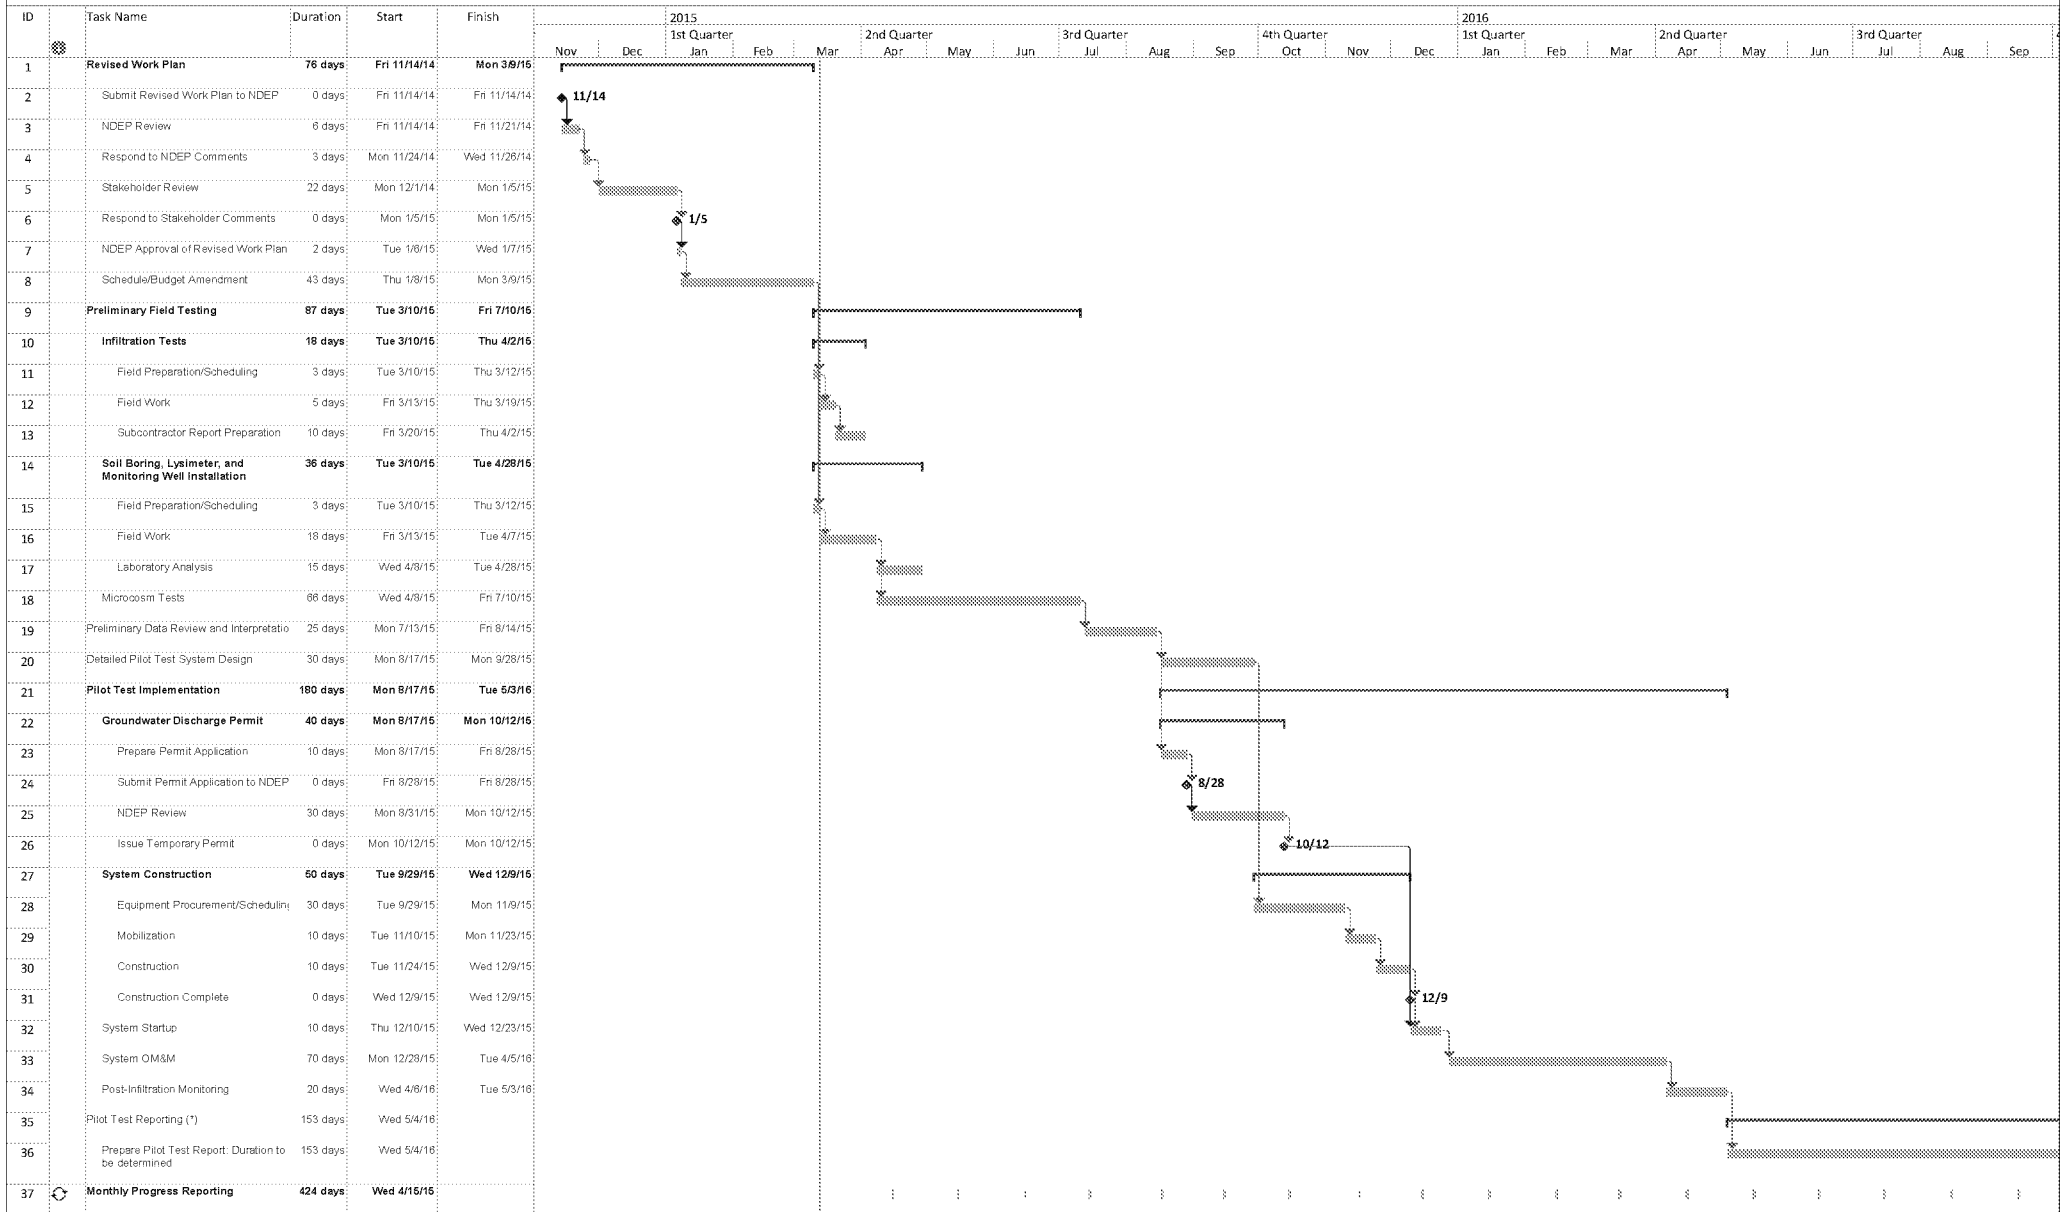 ID Task Name Duration Start Finish
2015 2016
1st Quarter 2nd Quarter 3rd Quarter 4th Quarter 1st Quarter 2nd Quarter 3rd Quarter
Nov Dec Jan Feb Mar Apr May Jun Jul Aug Sep Oct Nov Dec Jan Feb Mar Apr May Jun Jul Aug Sep
1 Revised Work Plan 76 days Fri 11/14/14 Mon 3/9/15
2 Submit Revised Work Plan to NDEP 0 days Fri 11/14/14 Fri 11/14/14 11/14
3 NDEP Review 6 days Fri 11/14/14 Fri 11/21/14
4 Respond to NDEP Comments 3 days Mon 11/24/14 Wed 11/26/14
5 Stakeholder Review 22 days Mon 12/1/14 Mon 1/5/15
6 Respond to Stakeholder Comments 0 days Mon 1/5/15 Mon 1/5/15 1/5
7 NDEP Approval of Revised Work Plan 2 days Tue 1/6/15 Wed 1/7/15
8 Schedule/Budget Amendment 43 days Thu 1/8/15 Mon 3/9/15
9 Preliminary Field Testing 87 days Tue 3/10/15 Fri 7/10/15
10 Infiltration Tests 18 days Tue 3/10/15 Thu 4/2/15
11 Field Preparation/Scheduling 3 days Tue 3/10/15 Thu 3/12/15
12 Field Work 5 days Fri 3/13/15 Thu 3/19/15
13 Subcontractor Report Preparation 10 days Fri 3/20/15 Thu 4/2/15
14 Soil Boring, Lysimeter, and 36 days Tue 3/10/15 Tue 4/28/15
Monitoring Well Installation
15 Field Preparation/Scheduling 3 days Tue 3/10/15 Thu 3/12/15
16 Field Work 18 days Fri 3/13/15 Tue 4/7/15
17 Laboratory Analysis 15 days Wed 4/8/15 Tue 4/28/15
18 Microcosm Tests 66 days Wed 4/8/15 Fri 7/10/15
19 Preliminary Data Review and Interpretatio 25 days Mon 7/13/15 Fri 8/14/15
20 Detailed Pilot Test System Design 30 days Mon 8/17/15 Mon 9/28/15
21 Pilot Test Implementation 180 days Mon 8/17/15 Tue 5/3/16
22 Groundwater Discharge Permit 40 days Mon 8/17/15 Mon 10/12/15
23 Prepare Permit Application 10 days Mon 8/17/15 Fri 8/28/15
24 Submit Permit Application to NDEP 0 days Fri 8/28/15 Fri 8/28/15 8/28
25 NDEP Review 30 days Mon 8/31/15 Mon 10/12/15
26 Issue Temporary Permit 0 days Mon 10/12/15 Mon 10/12/15 10/12
27 System Construction 50 days Tue 9/29/15 Wed 12/9/15
28 Equipment Procurement/Scheduling 30 days Tue 9/29/15 Mon 11/9/15
29 Mobilization 10 days Tue 11/10/15 Mon 11/23/15
30 Construction 10 days Tue 11/24/15 Wed 12/9/15
31 Construction Complete 0 days Wed 12/9/15 Wed 12/9/15 12/9
32 System Startup 10 days Thu 12/10/15 Wed 12/23/15
33 System OM&M 70 days Mon 12/28/15 Tue 4/5/16
34 Post-Infiltration Monitoring 20 days Wed 4/6/16 Tue 5/3/16
35 Pilot Test Reporting (*) 153 days Wed 5/4/16
36 Prepare Pilot Test Report: Duration to 153 days Wed 5/4/16
be determined
37 Monthly Progress Reporting 424 days Wed 4/15/15